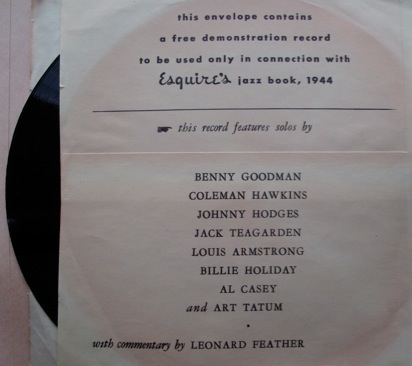 this envelope contains
a free demonstration record
to be used only in connection with
Esquire's jazz book, 1944
this record features solos by
BENNY GOODMAN
COLEMAN HAWKINS
JOHNNY HODGES
JACK TEAGARDEN
LOUIS ARMSTRONG
BILLIE HOLIDAY
AL CASEY
and ART TATUM
with commentary by LEONARD FEATHER